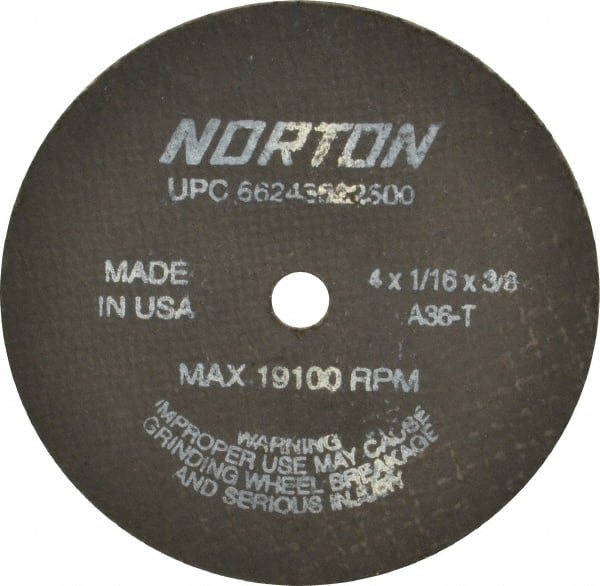 NORTON
UPC
MADE
IN USA
4 x 1/16 x 3/8
A36-T
MAX 19100 RPM
WARNING
IMPROPER USE MAY CAUSE
GRINDING WHEEL BREAKAGE
AND SERIOUS INJURY